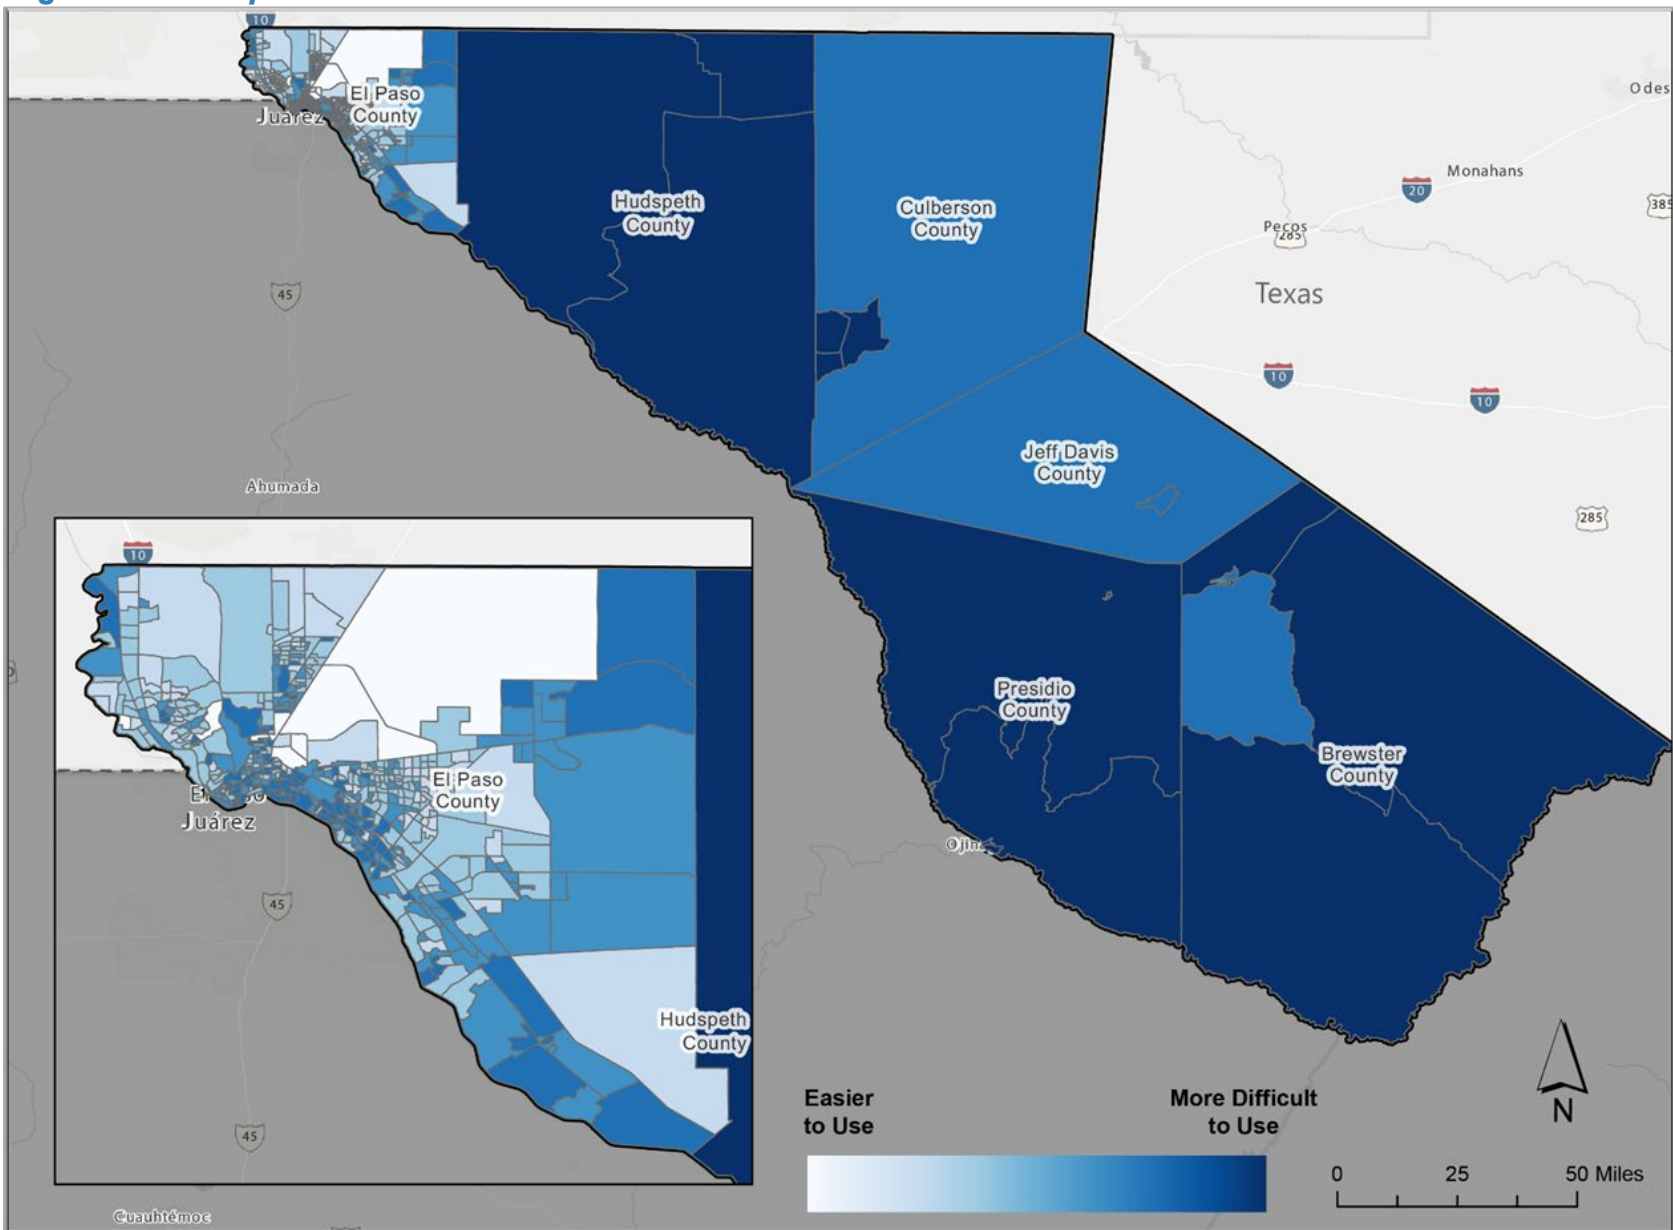 10
El Paso
County
Juárez
Odes
Monahans
20
385
Hudspeth
County
Culberson
County
Pecos
285
Texas
45
10
10
Jeff Davis
County
Ahumada
285
10
Presidio
County
El Paso
County
Juárez
Brewster
County
Ojin
45
Hudspeth
County
45
Easier
to Use
More Difficult
to Use
N
0 25 50 Miles
Cuauhtémoc